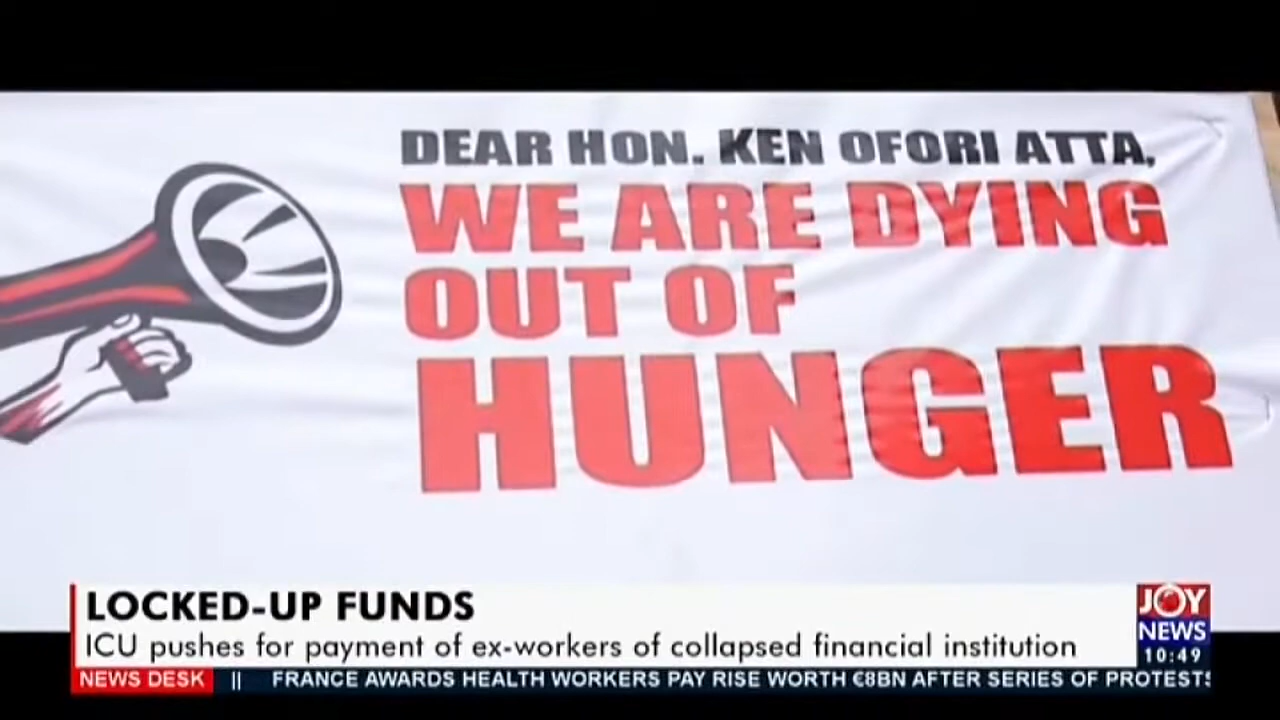 DEAR HON. KEN OFORI ATTA,
WE ARE DYING
OUT OF
HUNGER
LOCKED-UP FUNDS
ICU pushes for payment of ex-workers of collapsed financial institution
JOY
NEWS
10:49
NEWS DESK || FRANCE AWARDS HEALTH WORKERS PAY RISE WORTH €8BN AFTER SERIES OF PROTESTS